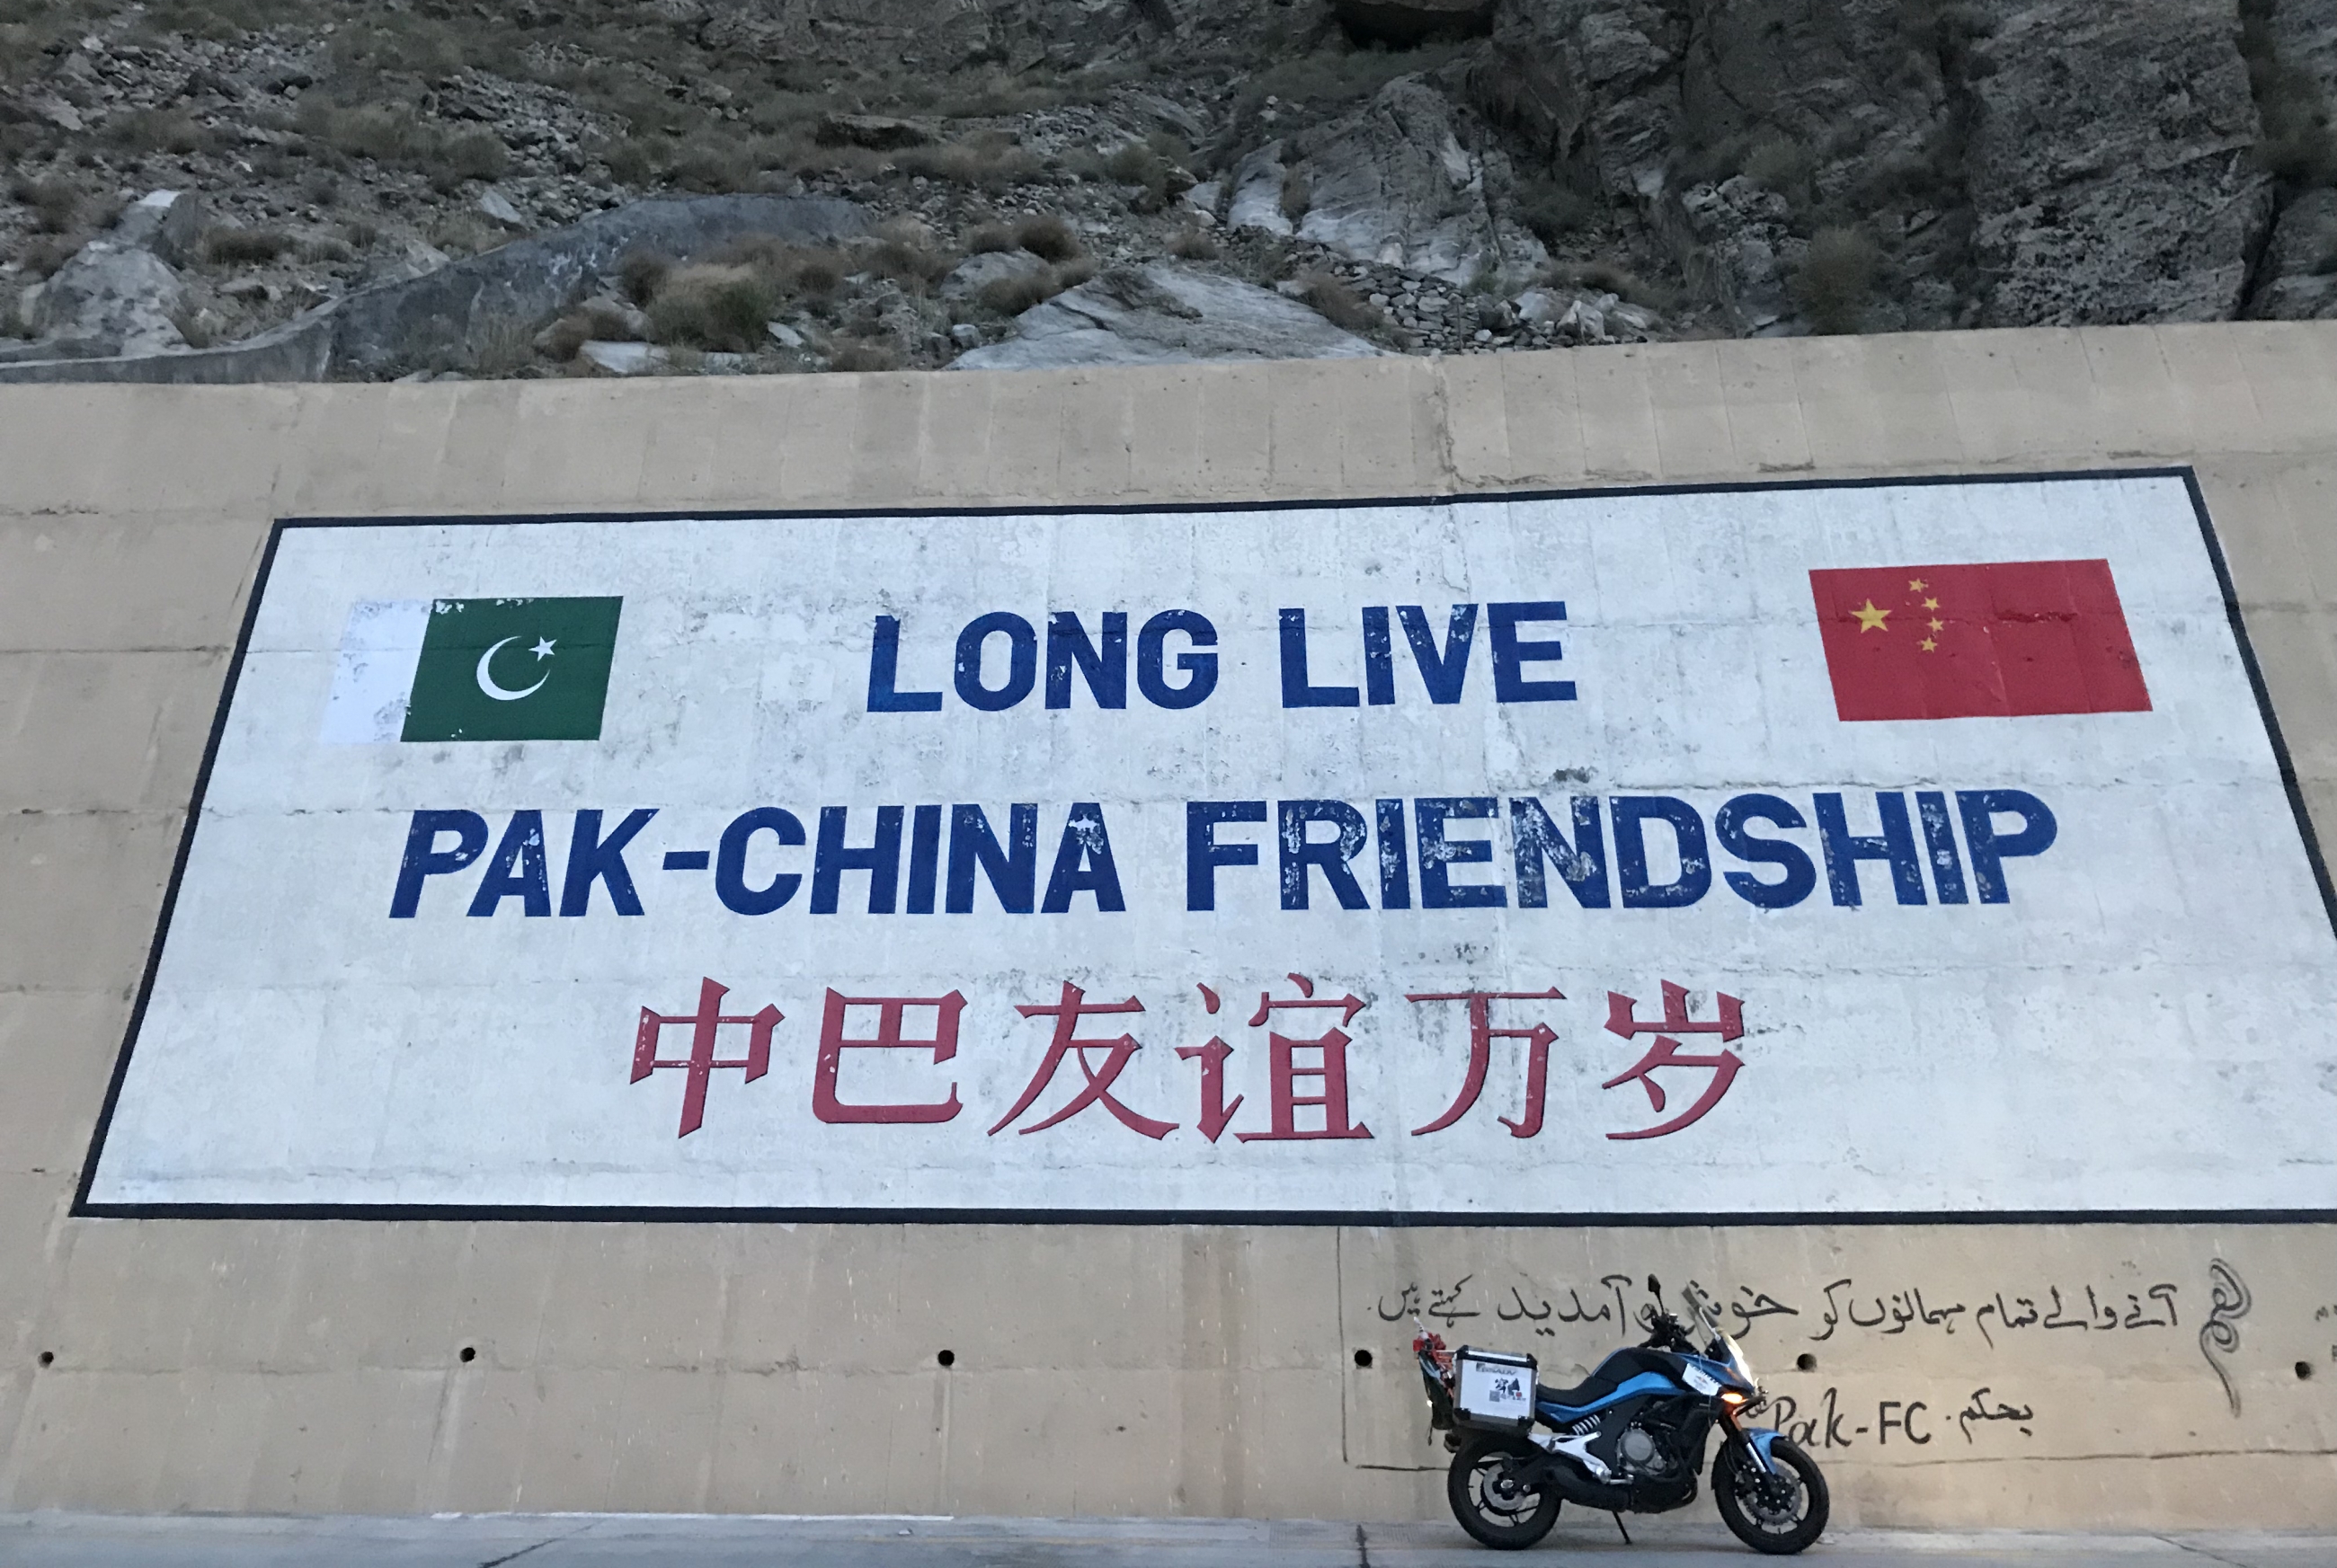 LONG LIVE
PAK-CHINA FRIENDSHIP
中巴友谊万岁
آنے والے تمام مہمانوں کو خوش آمدید کہتے ہیں۔
بحکم. Pak-FC